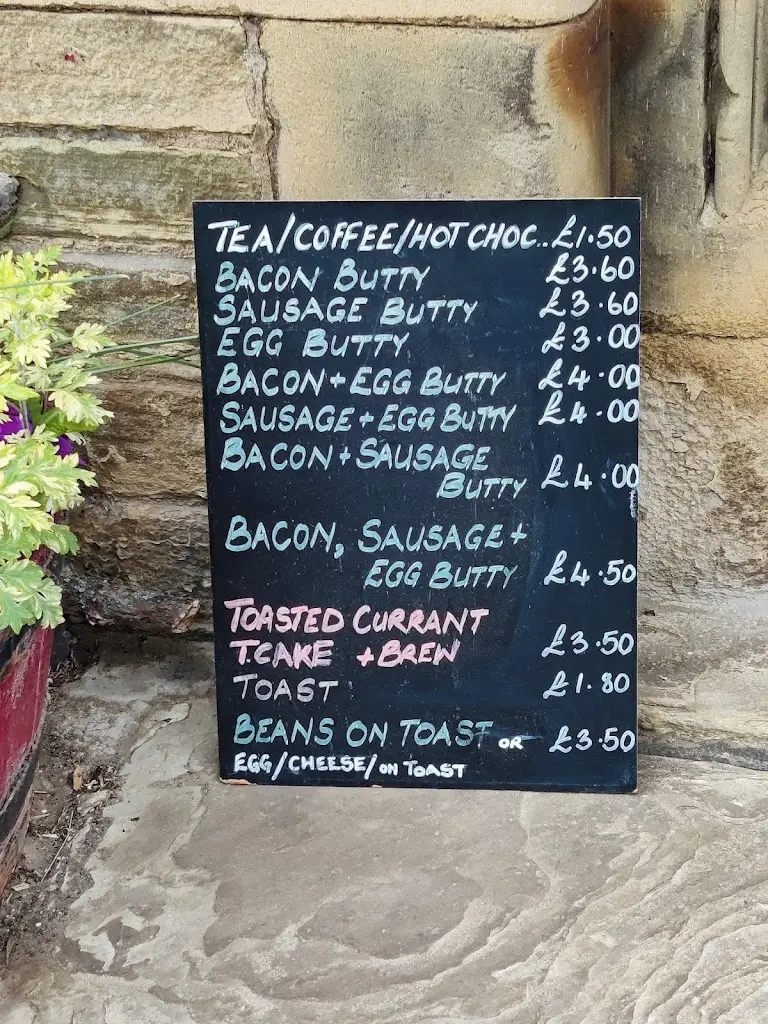 TEA/COFFEE/HOT CHOC..£1.50
BACON BUTTY £3.60
SAUSAGE BUTTY £3.60
EGG BUTTY £3.00
BACON + EGG BUTTY £4.00
SAUSAGE + EGG BUTTY £4.00
BACON + SAUSAGE
BUTTY £4.00
BACON, SAUSAGE +
EGG BUTTY £4.50
TOASTED CURRANT
T.CAKE + BREW £3.50
TOAST £1.80
BEANS ON TOAST OR £3.50
EGG/CHEESE/ON TOAST